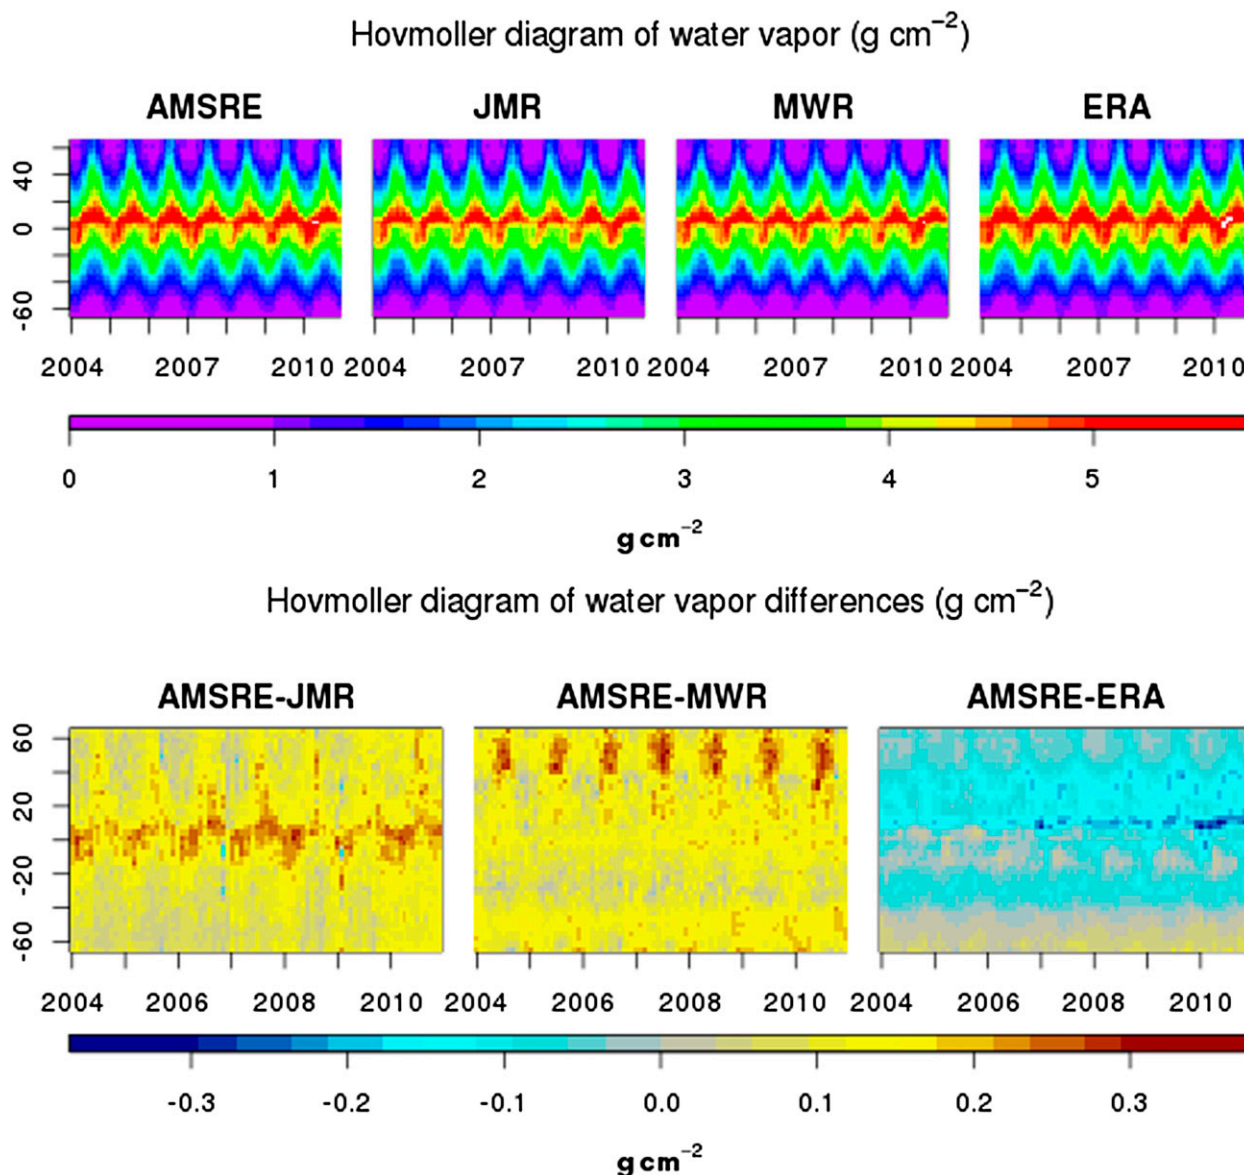 Hovmoller diagram of water vapor (g cm⁻²)
AMSRE JMR MWR ERA
40
0
-60
2004 2007 2010 2004 2007 2010 2004 2007 2010 2004 2007 2010
0 1 2 3 4 5
g cm⁻²
Hovmoller diagram of water vapor differences (g cm⁻²)
AMSRE-JMR AMSRE-MWR AMSRE-ERA
60
20
-20
-60
2004 2006 2008 2010 2004 2006 2008 2010 2004 2006 2008 2010
-0.3 -0.2 -0.1 0.0 0.1 0.2 0.3
g cm⁻²